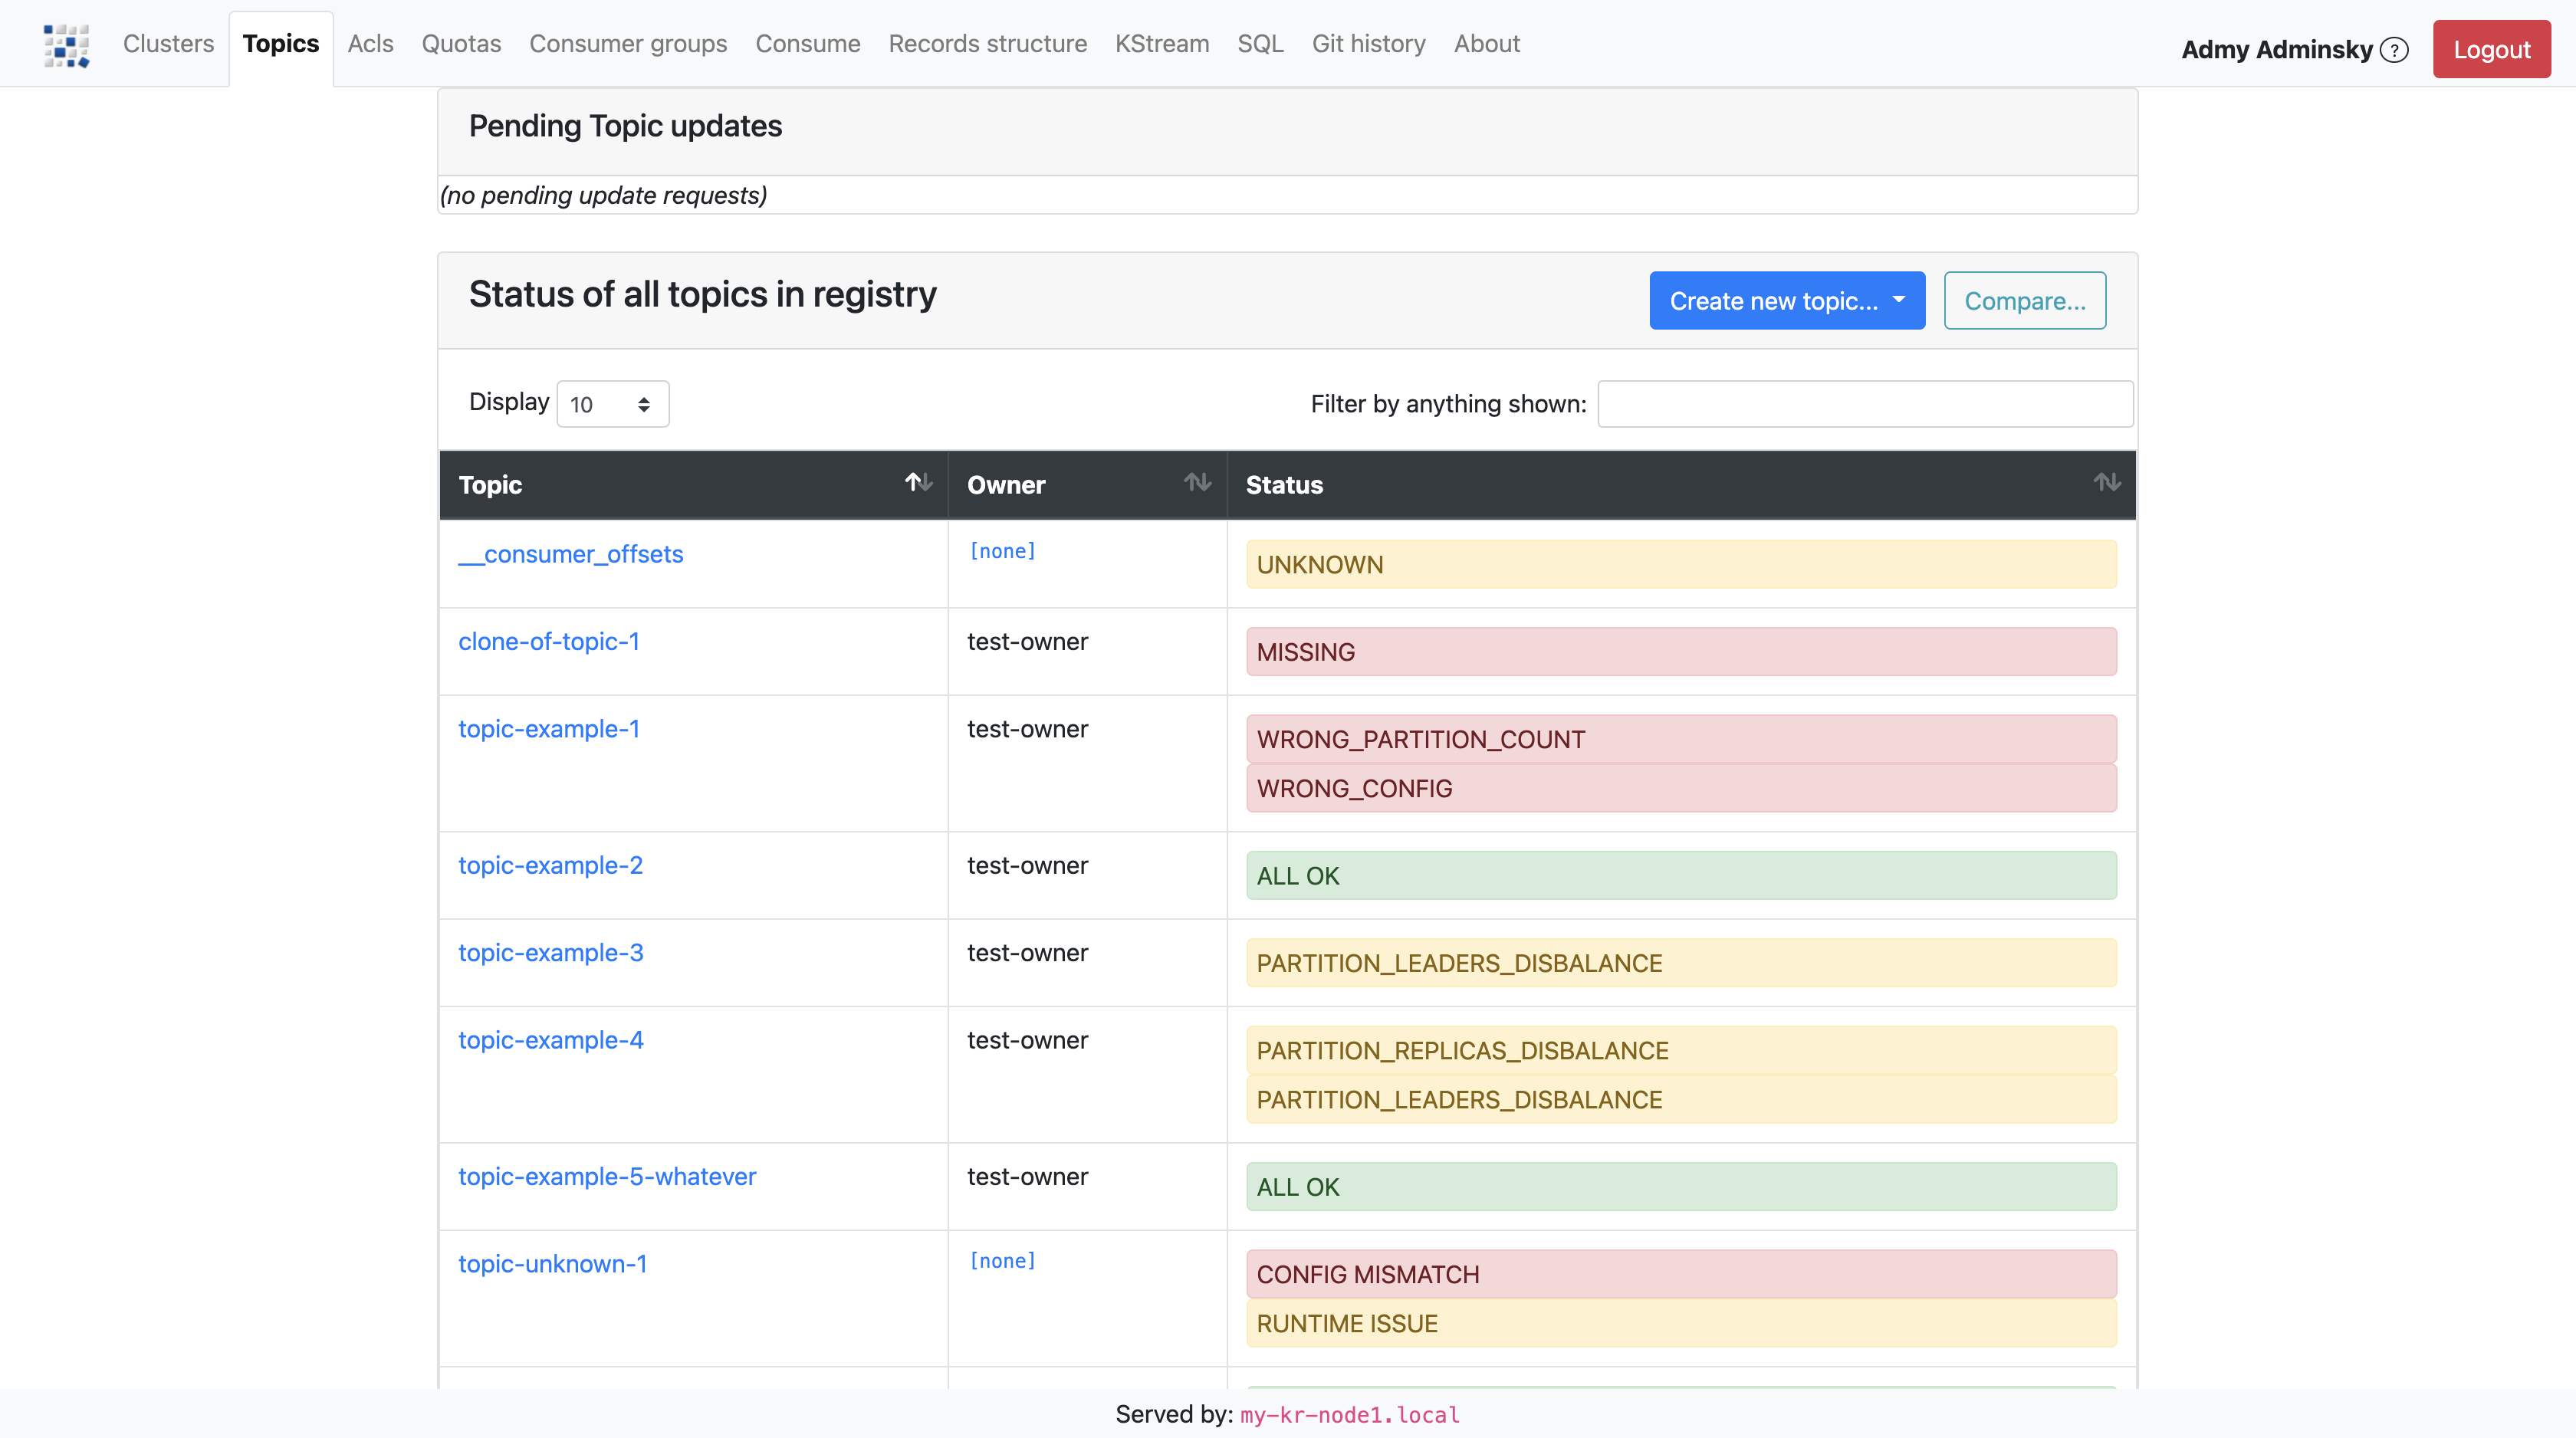 Clusters Topics Acls Quotas Consumer groups Consume Records structure KStream SQL Git history About Admy Adminsky ? Logout
Pending Topic updates
(no pending update requests)
Status of all topics in registry Create new topic... Compare...
Display 10 Filter by anything shown:
Topic Owner Status
__consumer_offsets [none] UNKNOWN
clone-of-topic-1 test-owner MISSING
topic-example-1 test-owner WRONG_PARTITION_COUNT
WRONG_CONFIG
topic-example-2 test-owner ALL OK
topic-example-3 test-owner PARTITION_LEADERS_DISBALANCE
topic-example-4 test-owner PARTITION_REPLICAS_DISBALANCE
PARTITION_LEADERS_DISBALANCE
topic-example-5-whatever test-owner ALL OK
topic-unknown-1 [none] CONFIG MISMATCH
RUNTIME ISSUE
Served by: my-kr-node1.local